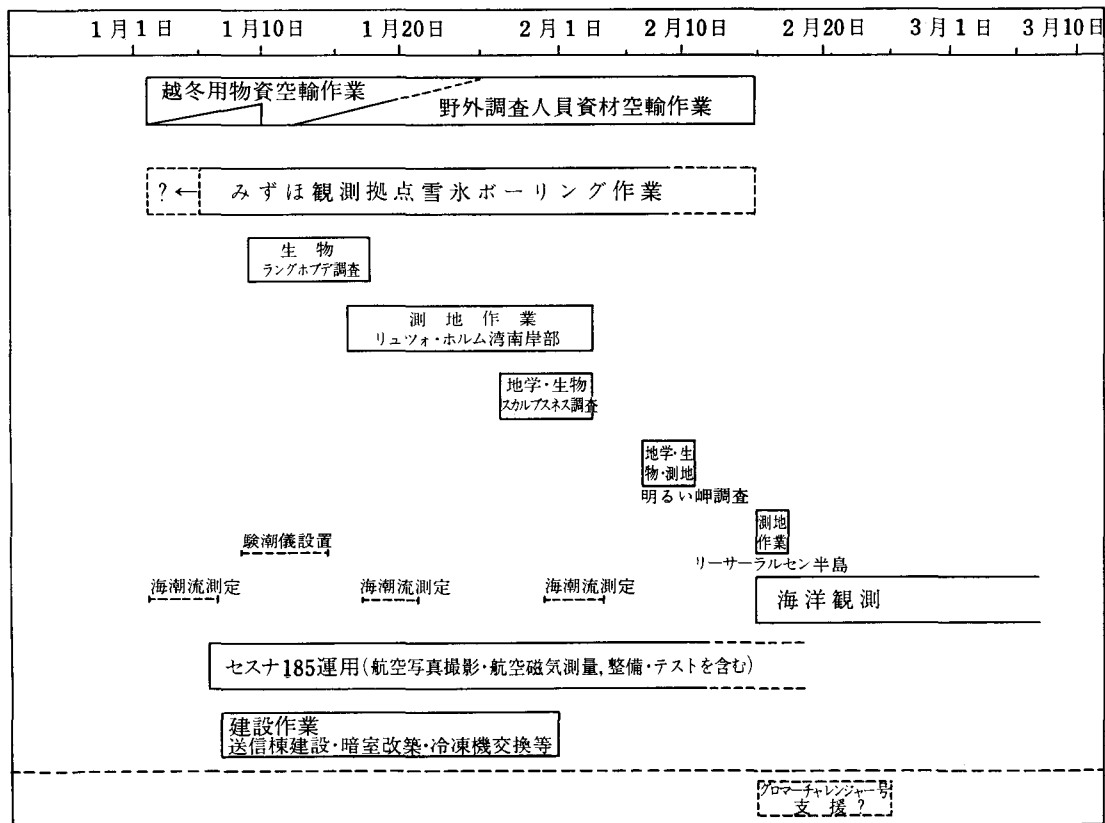 1月1日 1月10日 1月20日 2月1日 2月10日 2月20日 3月1日 3月10日
越冬用物資空輸作業
野外調査人員資材空輸作業
?← みずほ観測拠点雪氷ボーリング作業
生物
ラングホブデ調査
測地作業
リュツォ・ホルム湾南岸部
地学・生物
スカルブスネス調査
地学・生
物・測地
明るい岬調査
測地
作業
リーサーラルセン半島
験潮儀設置
海潮流測定 海潮流測定 海潮流測定
海洋観測
セスナ185運用(航空写真撮影・航空磁気測量,整備・テストを含む)
建設作業
送信棟建設・暗室改築・冷凍機交換等
グロマーチャレンジャー号
支援?